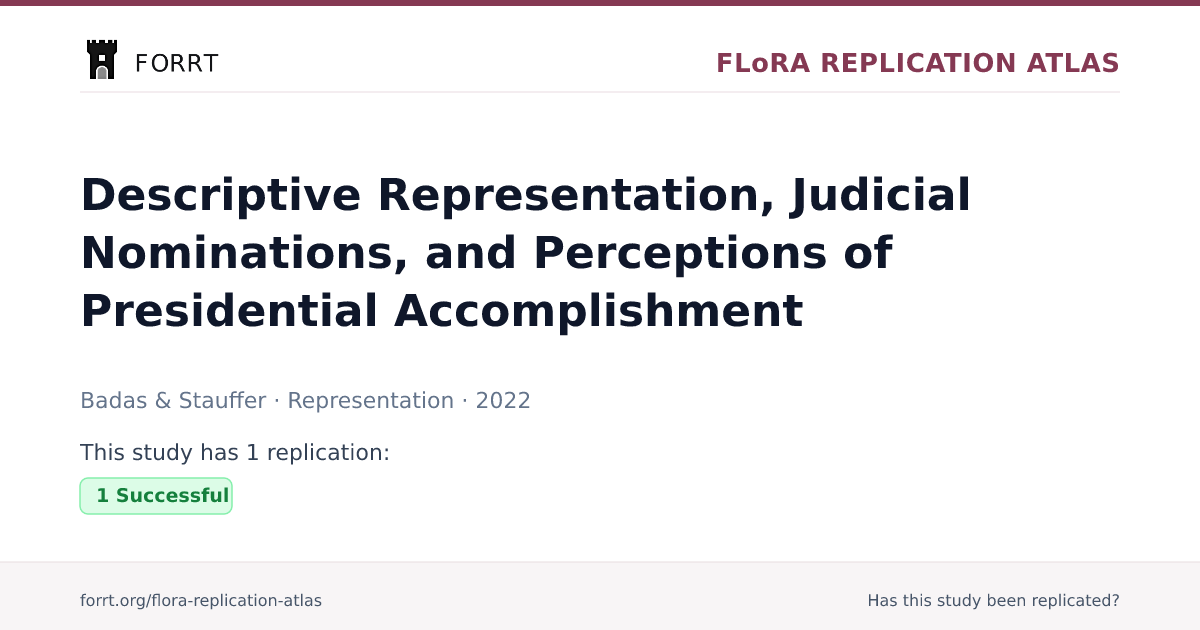 FORRT
FLoRA REPLICATION ATLAS
Descriptive Representation, Judicial
Nominations, and Perceptions of
Presidential Accomplishment
Badas & Stauffer · Representation · 2022
This study has 1 replication:
1 Successful
forrt.org/flora-replication-atlas
Has this study been replicated?